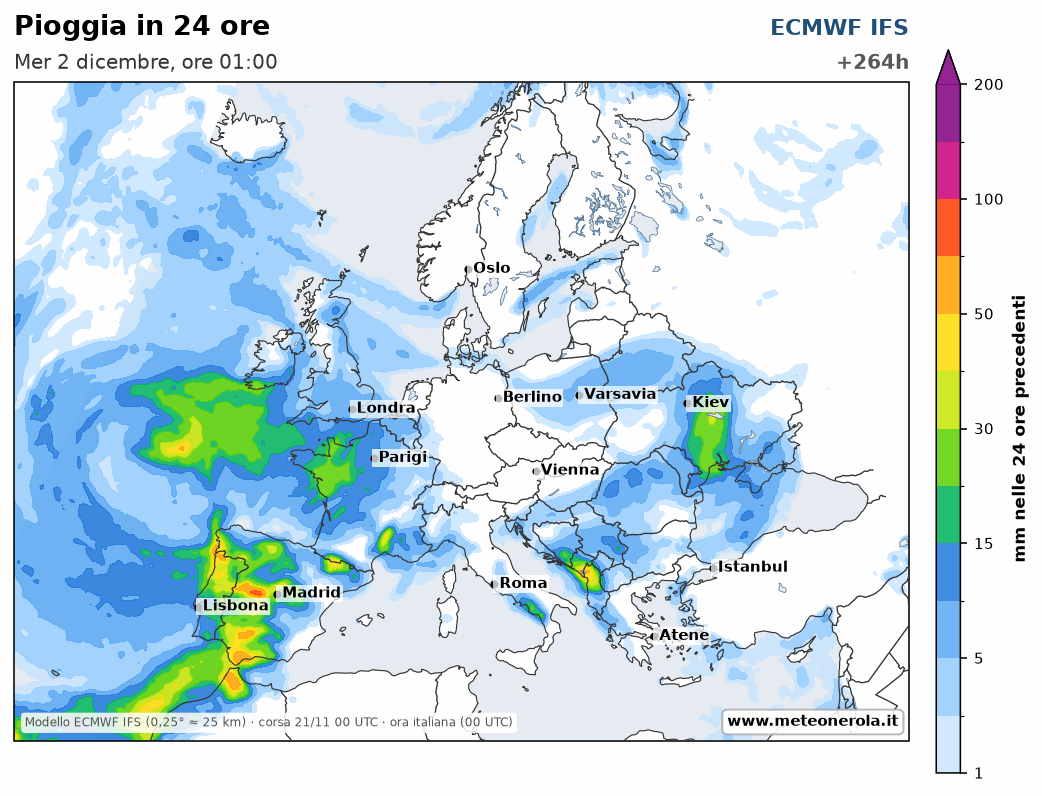 Pioggia in 24 ore
ECMWF IFS
Mer 2 dicembre, ore 01:00
+264h
200
100
50
30
15
5
1
mm nelle 24 ore precedenti
Oslo
Berlino
Varsavia
Kiev
Londra
Parigi
Vienna
Istanbul
Roma
Madrid
Lisbona
Atene
Modello ECMWF IFS (0,25° ≈ 25 km) · corsa 21/11 00 UTC · ora italiana (00 UTC)
www.meteonerola.it